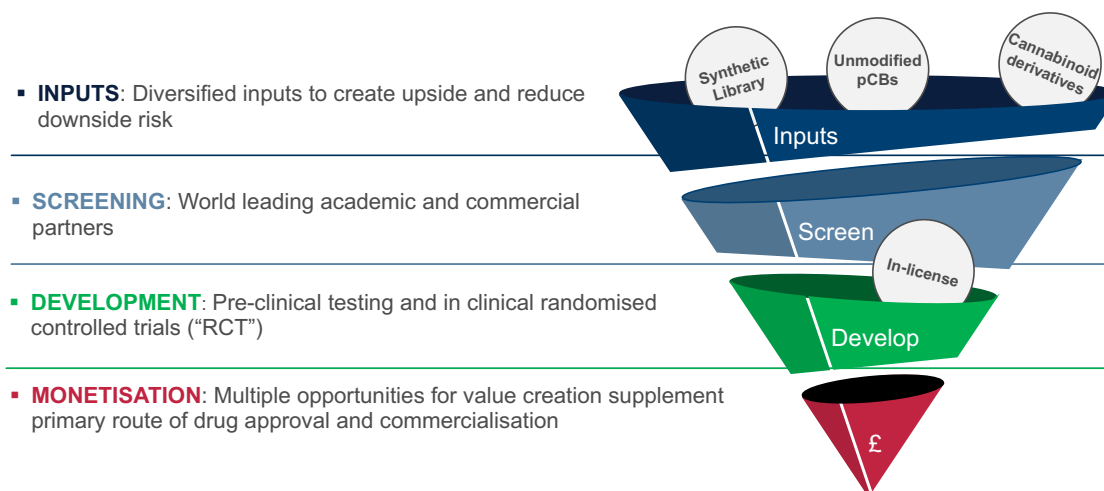 Synthetic
Library
Unmodified
pCBs
Cannabinoid
derivatives
▪ INPUTS: Diversified inputs to create upside and reduce
downside risk
Inputs
▪ SCREENING: World leading academic and commercial
partners
Screen
In-license
▪ DEVELOPMENT: Pre-clinical testing and in clinical randomised
controlled trials (“RCT”)
Develop
▪ MONETISATION: Multiple opportunities for value creation supplement
primary route of drug approval and commercialisation
£